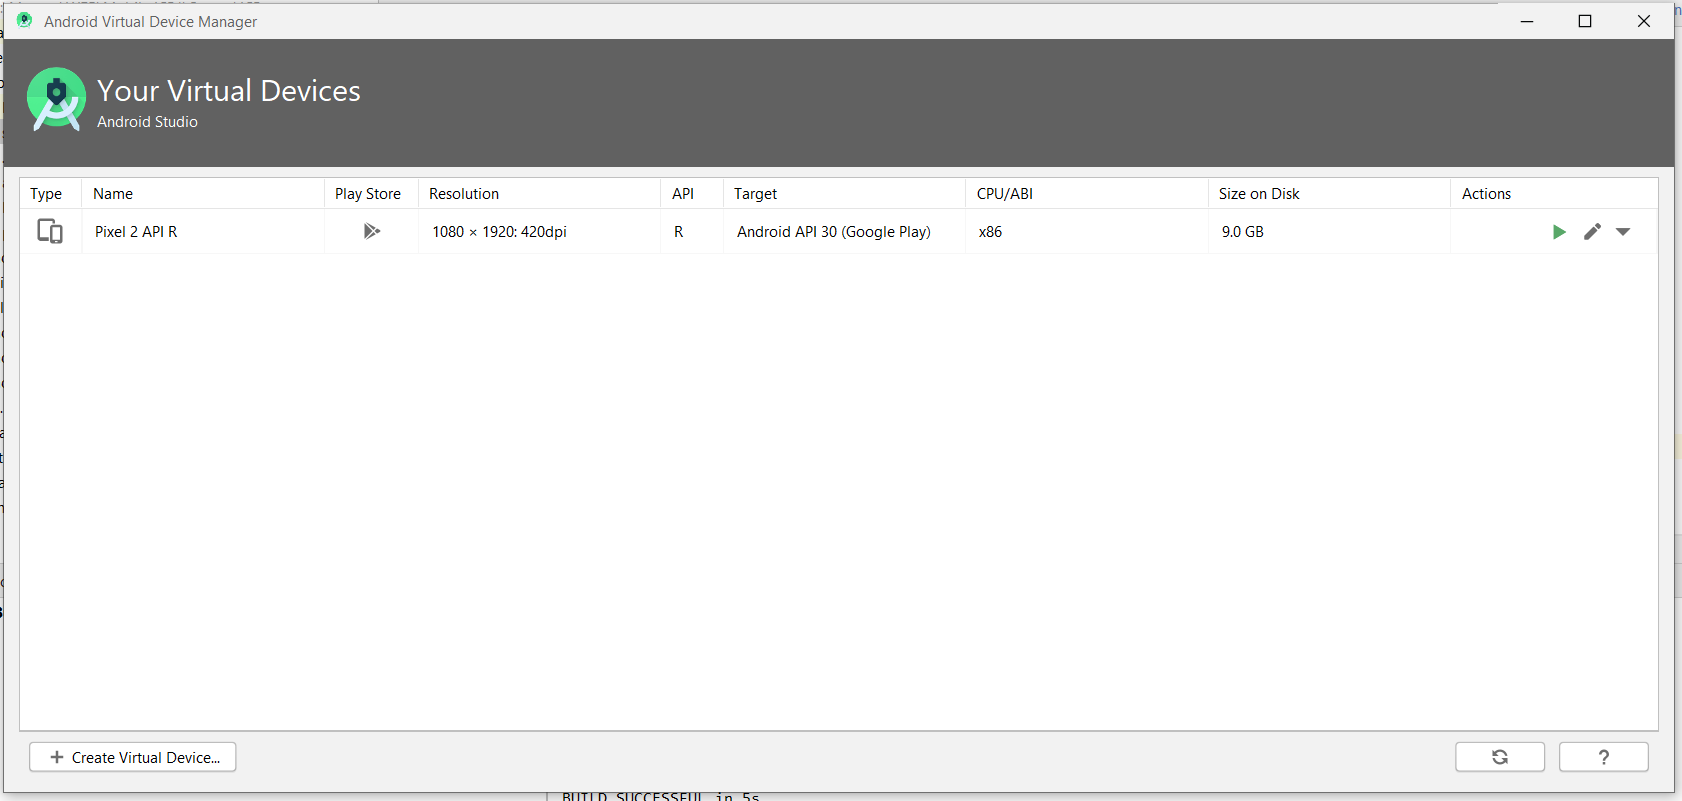 Android Virtual Device Manager
Your Virtual Devices
Android Studio
Type Name Play Store Resolution API Target CPU/ABI Size on Disk Actions
Pixel 2 API R 1080 × 1920: 420dpi R Android API 30 (Google Play) x86 9.0 GB
+ Create Virtual Device... ?
BUILD SUCCESSFUL in 5s